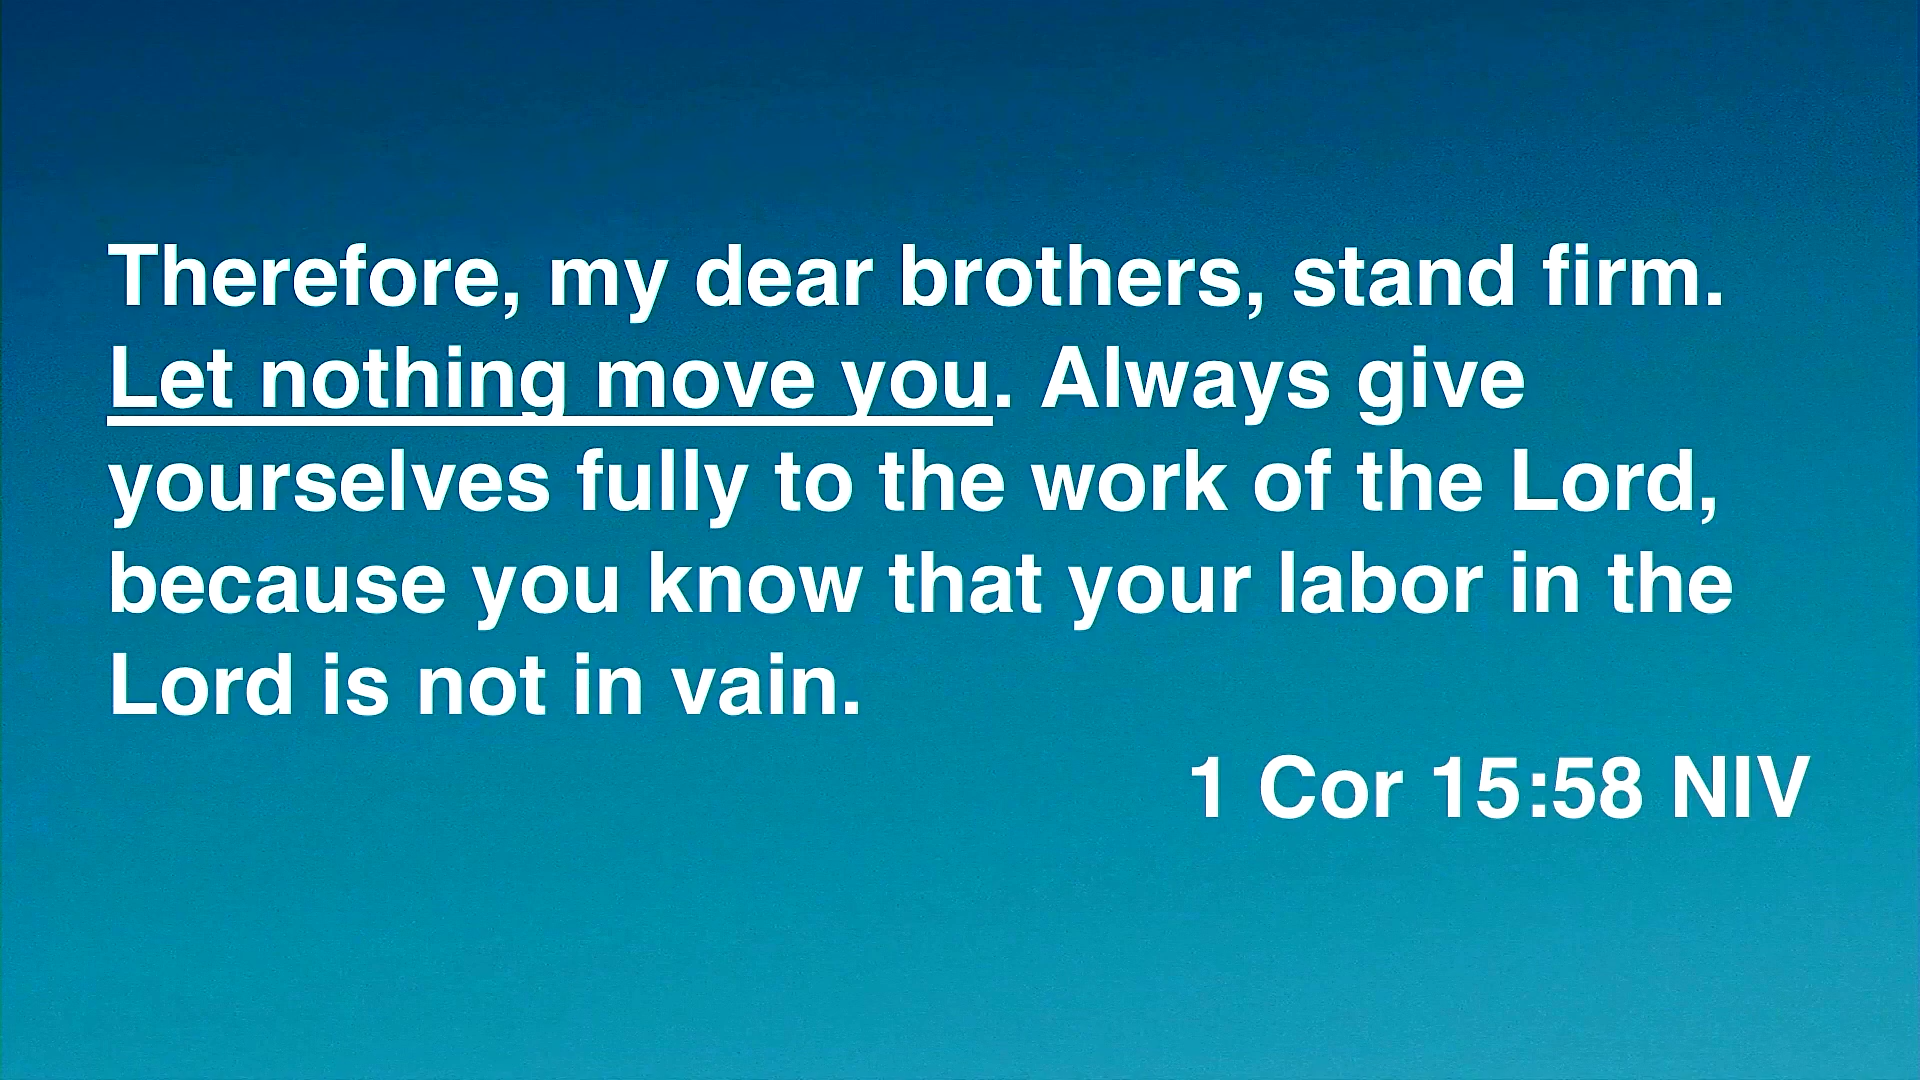 Therefore, my dear brothers, stand firm.
Let nothing move you. Always give
yourselves fully to the work of the Lord,
because you know that your labor in the
Lord is not in vain.
1 Cor 15:58 NIV